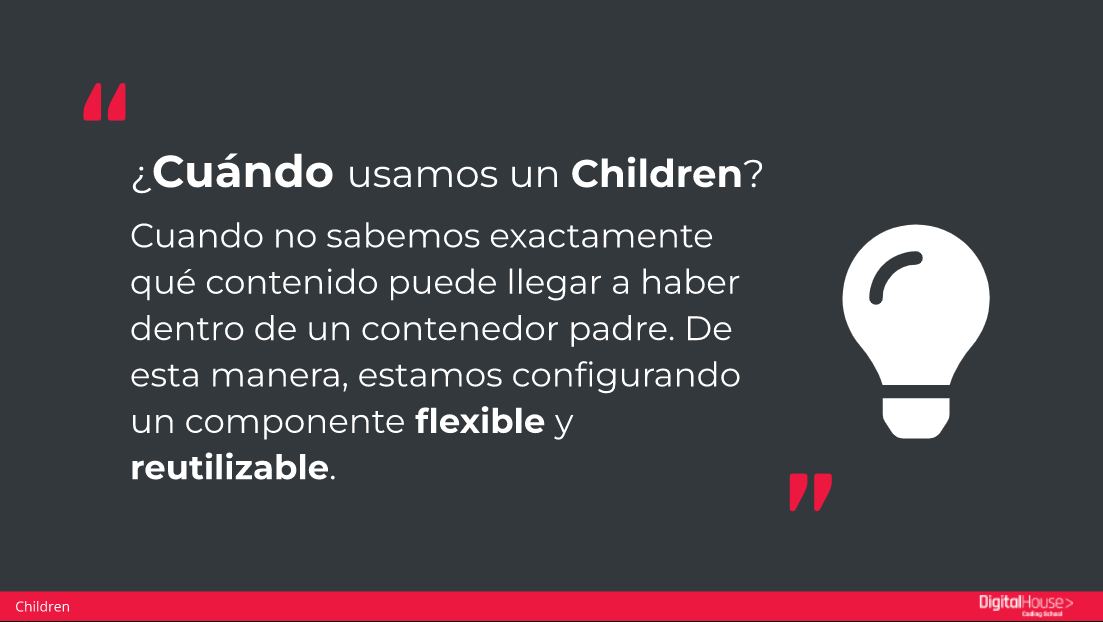 “
¿Cuándo usamos un Children?
Cuando no sabemos exactamente
qué contenido puede llegar a haber
dentro de un contenedor padre. De
esta manera, estamos configurando
un componente flexible y
reutilizable.
”
Children
DigitalHouse>
Coding School